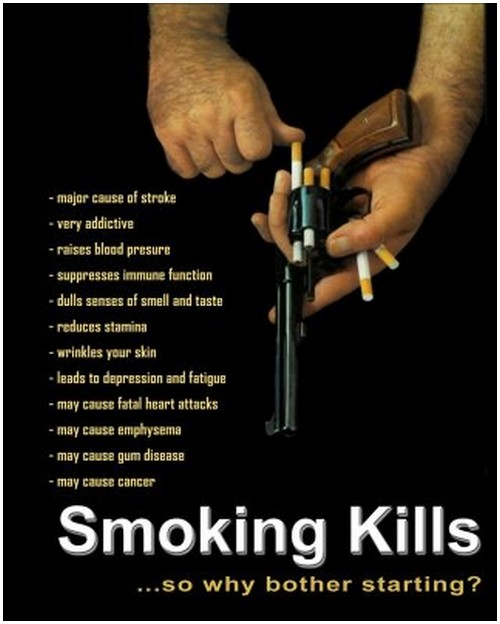 - major cause of stroke
- very addictive
- raises blood presure
- suppresses immune function
- dulls senses of smell and taste
- reduces stamina
- wrinkles your skin
- leads to depression and fatigue
- may cause fatal heart attacks
- may cause emphysema
- may cause gum disease
- may cause cancer
Smoking Kills
...so why bother starting?